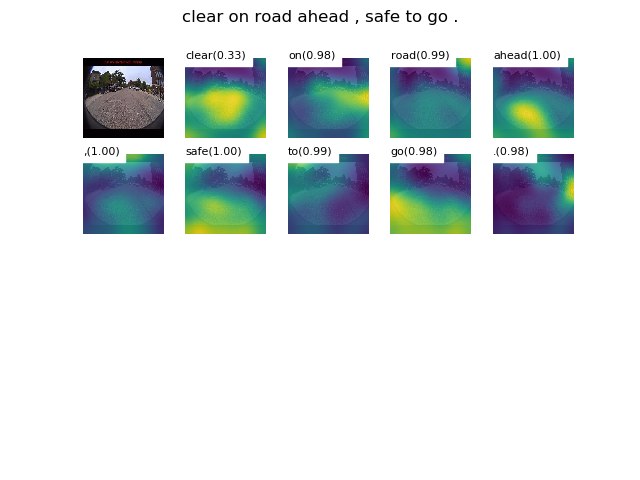 clear on road ahead , safe to go .
clear(0.33) on(0.98) road(0.99) ahead(1.00)
,(1.00) safe(1.00) to(0.99) go(0.98) .(0.98)